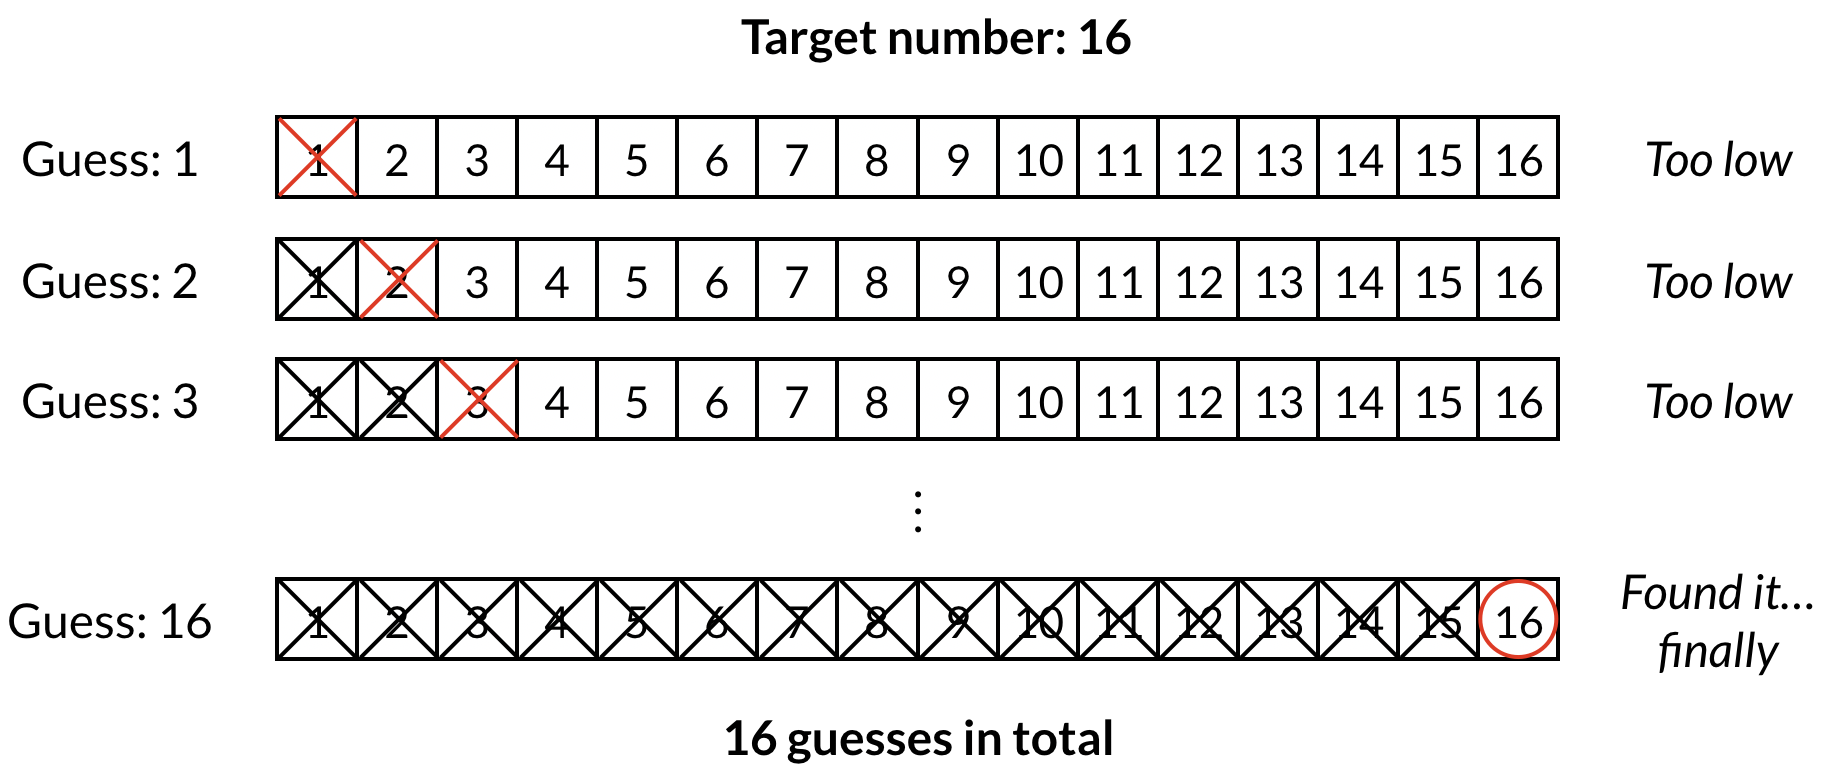 Target number: 16
Guess: 1 1 2 3 4 5 6 7 8 9 10 11 12 13 14 15 16 Too low
Guess: 2 1 2 3 4 5 6 7 8 9 10 11 12 13 14 15 16 Too low
Guess: 3 1 2 3 4 5 6 7 8 9 10 11 12 13 14 15 16 Too low
⋮
Guess: 16 1 2 3 4 5 6 7 8 9 10 11 12 13 14 15 16 Found it...
finally
16 guesses in total